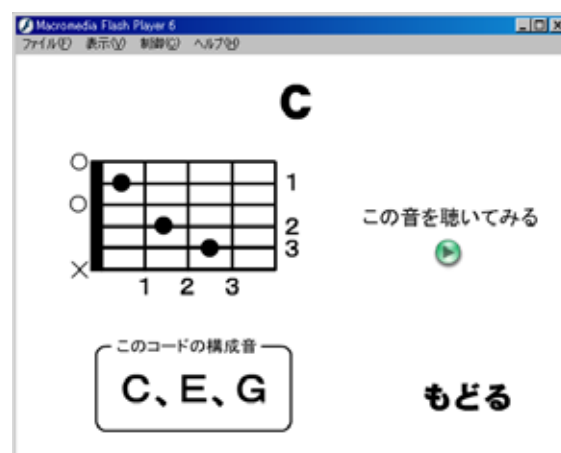 Macromedia Flash Player 6
ファイル(F) 表示(V) 制御(C) ヘルプ(H)
C
1
2
3
1 2 3
この音を聴いてみる
このコードの構成音
C、E、G
もどる